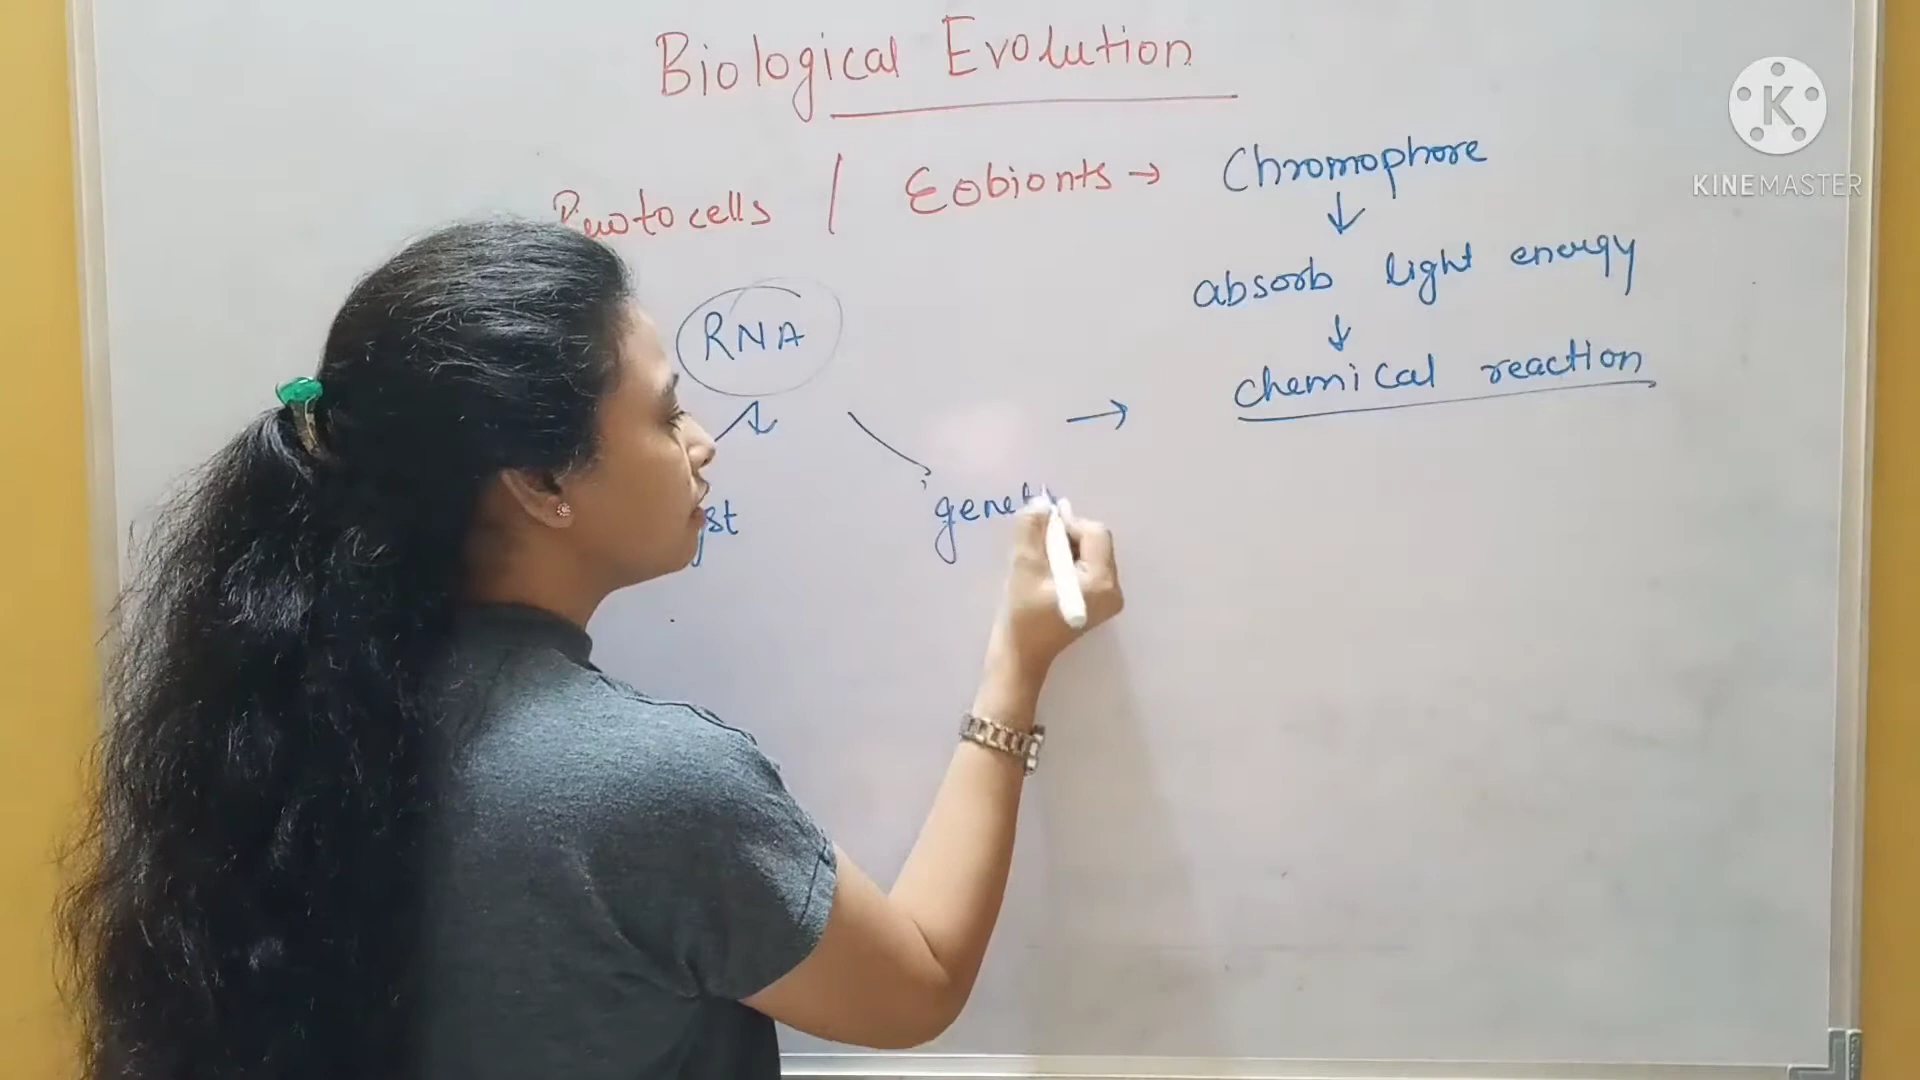 Biological Evolution
Protocells / Eobionts → Chromophore
↓
absorb light energy
↓
chemical reaction
RNA
→
KINEMASTER